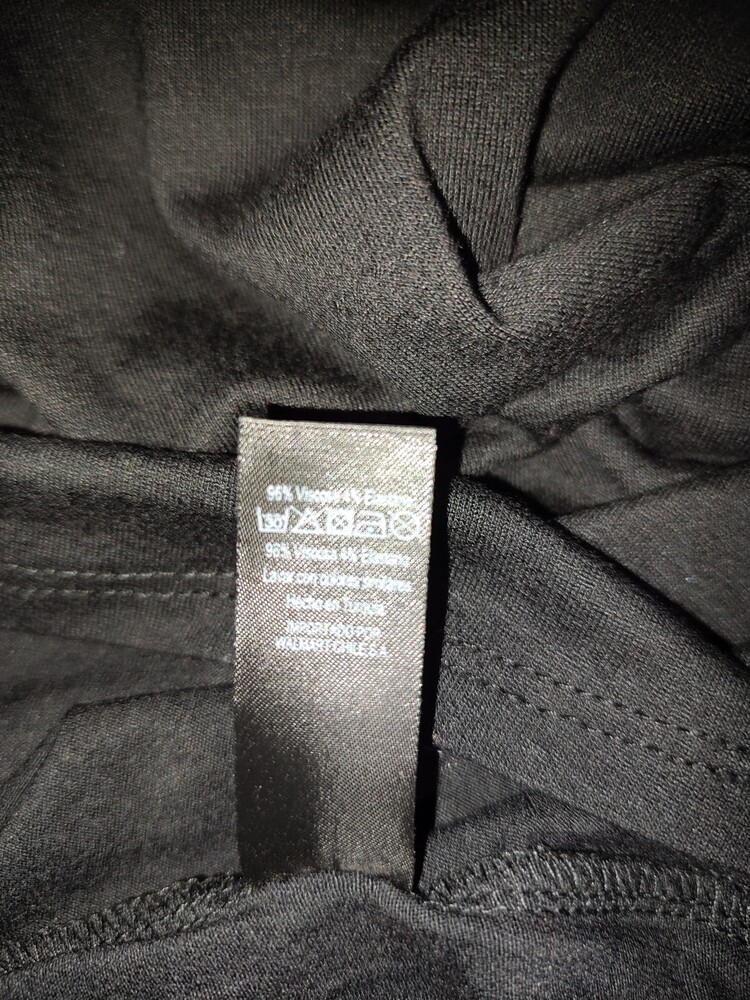 96% Viscosa 4% Elastano
30
96% Viscosa 4% Elastano
Lavar con colores similares
Hecho en Turquía
IMPORTADO POR
WALMART CHILE S.A.